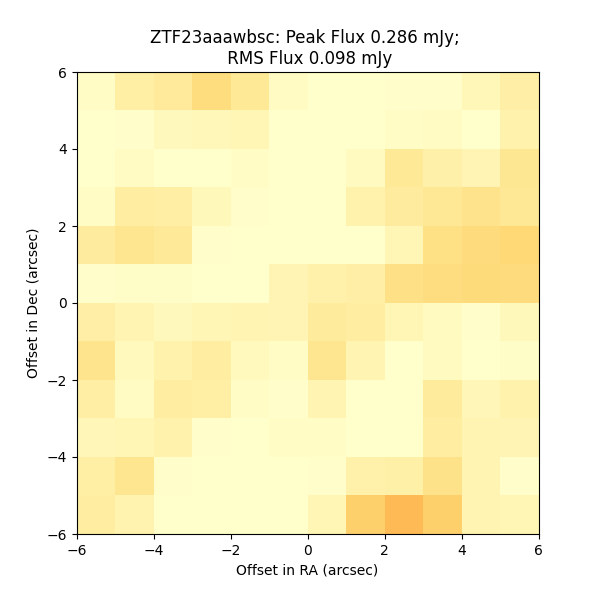 ZTF23aaawbsc: Peak Flux 0.286 mJy;
RMS Flux 0.098 mJy
6
4
2
0
−2
−4
−6
Offset in Dec (arcsec)
−6 −4 −2 0 2 4 6
Offset in RA (arcsec)